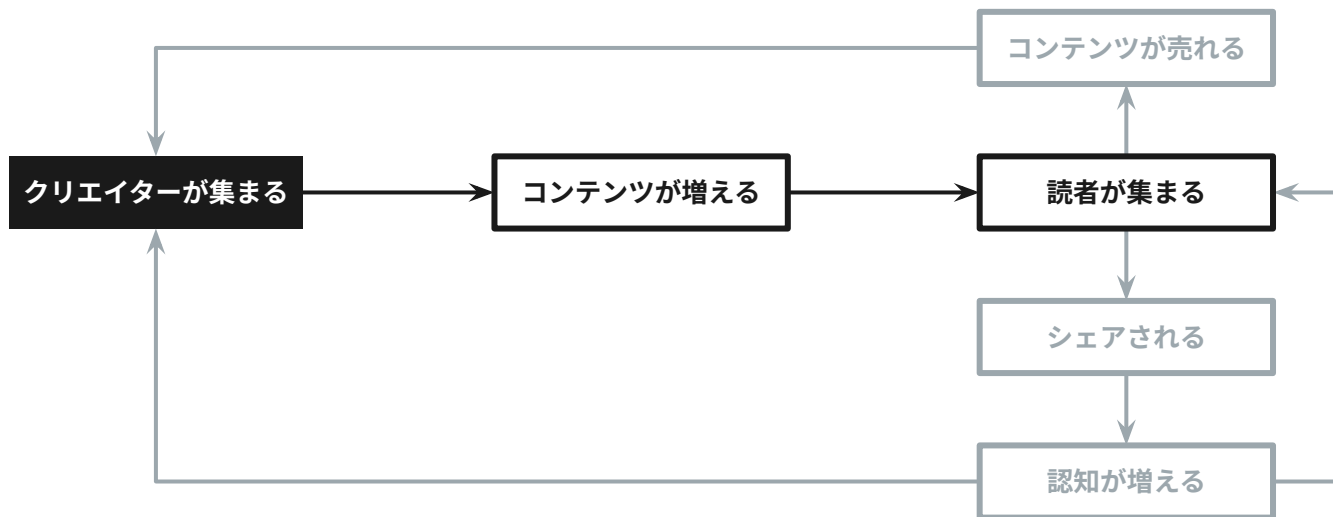 コンテンツが売れる
クリエイターが集まる
コンテンツが増える
読者が集まる
シェアされる
認知が増える